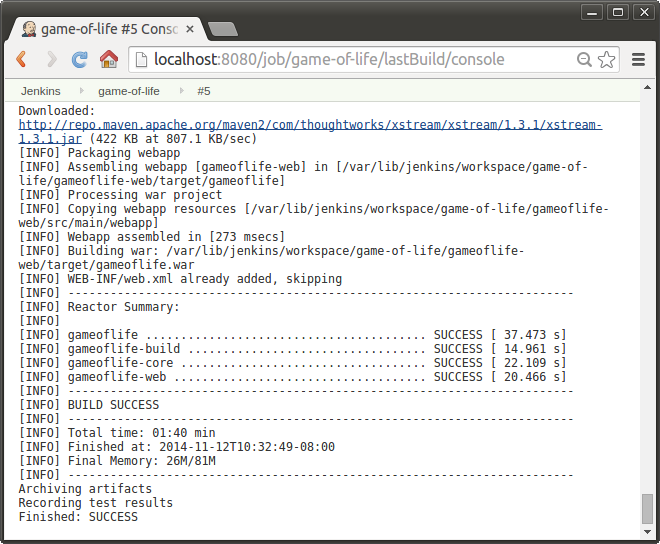 game-of-life #5 Consc
localhost:8080/job/game-of-life/lastBuild/console
Jenkins game-of-life #5
Downloaded:
http://repo.maven.apache.org/maven2/com/thoughtworks/xstream/xstream/1.3.1/xstream-
1.3.1.jar (422 KB at 807.1 KB/sec)
[INFO] Packaging webapp
[INFO] Assembling webapp [gameoflife-web] in [/var/lib/jenkins/workspace/game-of-
life/gameoflife-web/target/gameoflife]
[INFO] Processing war project
[INFO] Copying webapp resources [/var/lib/jenkins/workspace/game-of-life/gameoflife-
web/src/main/webapp]
[INFO] Webapp assembled in [273 msecs]
[INFO] Building war: /var/lib/jenkins/workspace/game-of-life/gameoflife-
web/target/gameoflife.war
[INFO] WEB-INF/web.xml already added, skipping
[INFO] ------------------------------------------------------------------------
[INFO] Reactor Summary:
[INFO]
[INFO] gameoflife ........................................ SUCCESS [ 37.473 s]
[INFO] gameoflife-build .................................. SUCCESS [ 14.961 s]
[INFO] gameoflife-core ................................... SUCCESS [ 22.109 s]
[INFO] gameoflife-web .................................... SUCCESS [ 20.466 s]
[INFO] ------------------------------------------------------------------------
[INFO] BUILD SUCCESS
[INFO] ------------------------------------------------------------------------
[INFO] Total time: 01:40 min
[INFO] Finished at: 2014-11-12T10:32:49-08:00
[INFO] Final Memory: 26M/81M
[INFO] ------------------------------------------------------------------------
Archiving artifacts
Recording test results
Finished: SUCCESS